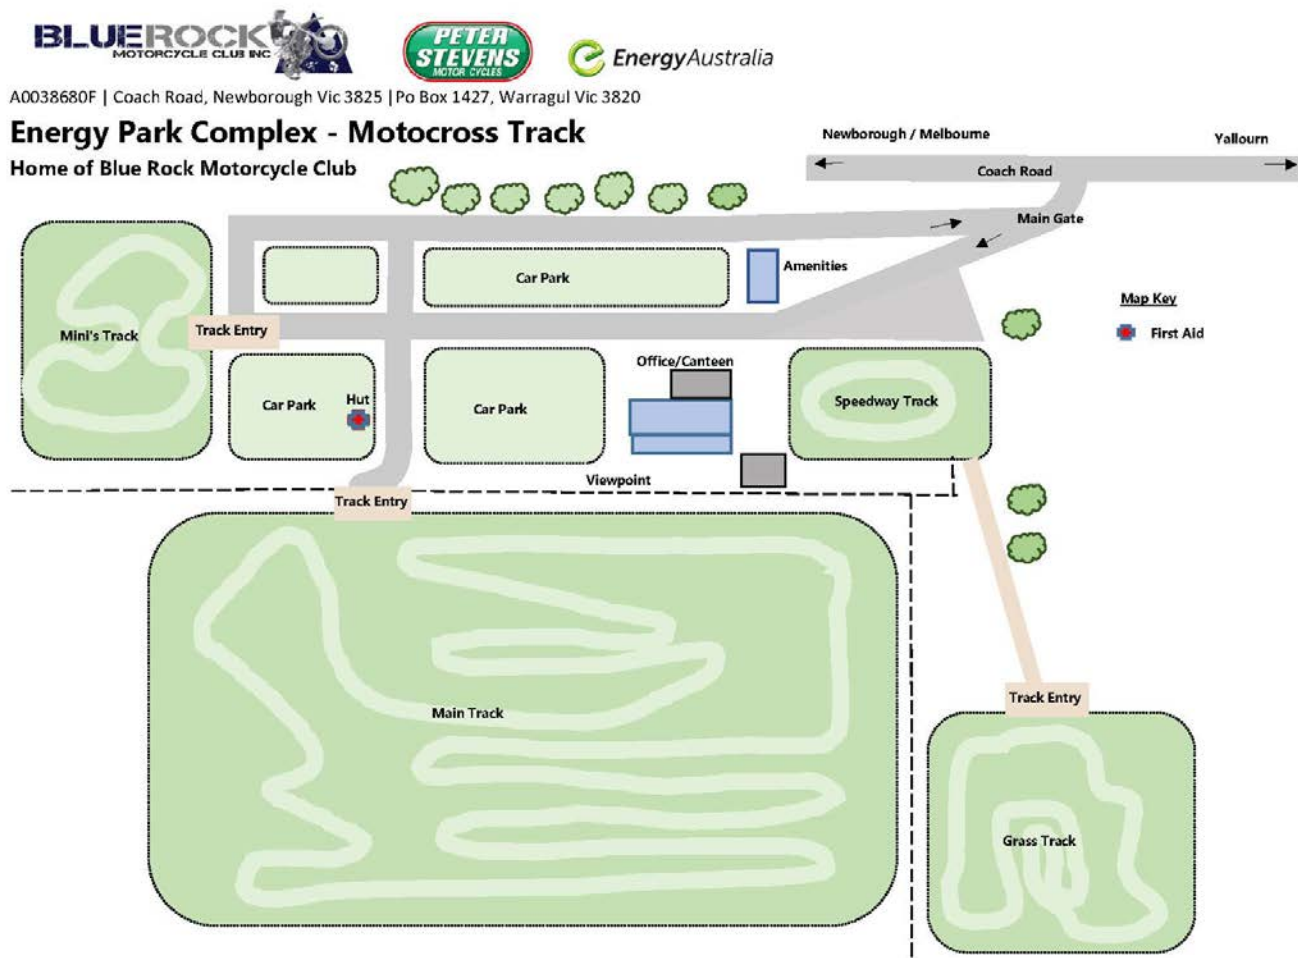 BLUEROCK
MOTORCYCLE CLUB INC
PETER
STEVENS
MOTOR CYCLES
EnergyAustralia
A0038680F | Coach Road, Newborough Vic 3825 |Po Box 1427, Warragul Vic 3820
Energy Park Complex - Motocross Track
Home of Blue Rock Motorcycle Club
Newborough / Melbourne
Yallourn
Coach Road
Main Gate
Amenities
Car Park
Map Key
First Aid
Track Entry
Mini's Track
Office/Canteen
Car Park
Hut
Car Park
Speedway Track
Viewpoint
Track Entry
Track Entry
Main Track
Grass Track